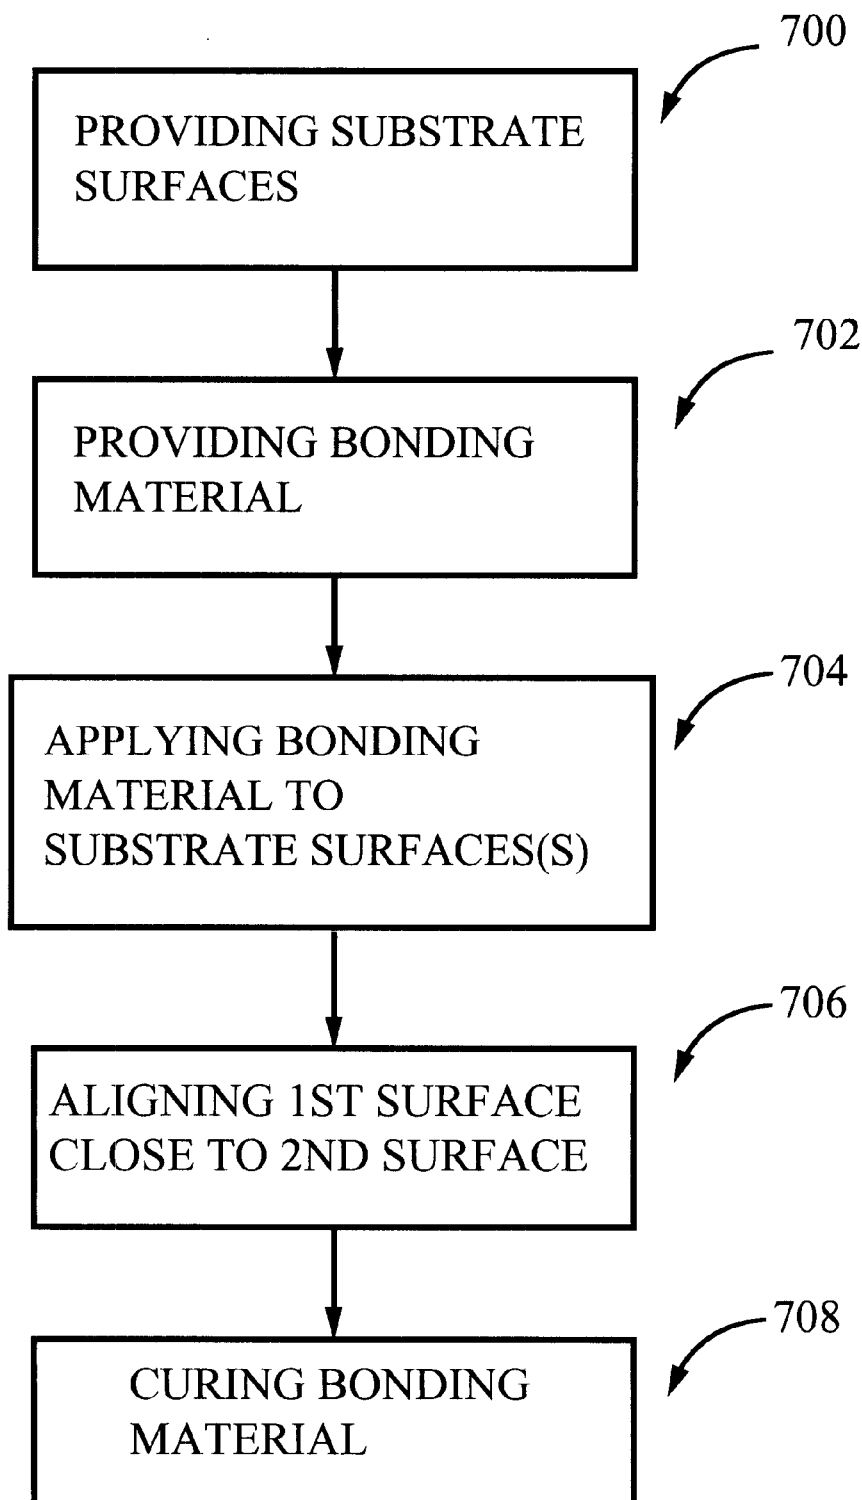 700
PROVIDING SUBSTRATE
SURFACES
702
PROVIDING BONDING
MATERIAL
704
APPLYING BONDING
MATERIAL TO
SUBSTRATE SURFACES(S)
706
ALIGNING 1ST SURFACE
CLOSE TO 2ND SURFACE
708
CURING BONDING
MATERIAL